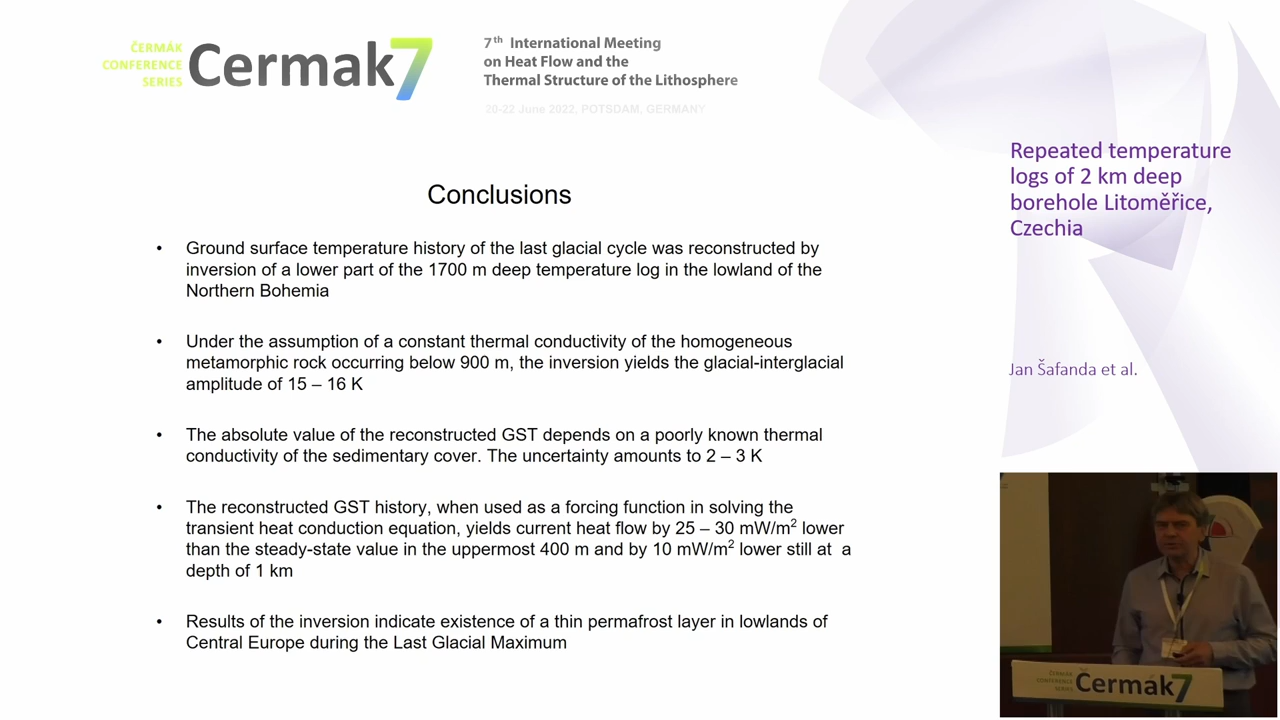 ČERMÁK
CONFERENCE
SERIES
Cermak7
7th International Meeting
on Heat Flow and the
Thermal Structure of the Lithosphere
20-22 June 2022, POTSDAM, GERMANY
Conclusions
• Ground surface temperature history of the last glacial cycle was reconstructed by
inversion of a lower part of the 1700 m deep temperature log in the lowland of the
Northern Bohemia
• Under the assumption of a constant thermal conductivity of the homogeneous
metamorphic rock occurring below 900 m, the inversion yields the glacial-interglacial
amplitude of 15 – 16 K
• The absolute value of the reconstructed GST depends on a poorly known thermal
conductivity of the sedimentary cover. The uncertainty amounts to 2 – 3 K
• The reconstructed GST history, when used as a forcing function in solving the
transient heat conduction equation, yields current heat flow by 25 – 30 mW/m² lower
than the steady-state value in the uppermost 400 m and by 10 mW/m² lower still at a
depth of 1 km
• Results of the inversion indicate existence of a thin permafrost layer in lowlands of
Central Europe during the Last Glacial Maximum
Repeated temperature
logs of 2 km deep
borehole Litoměřice,
Czechia
Jan Šafanda et al.
ČERMÁK
CONFERENCE
SERIES
Čermák7